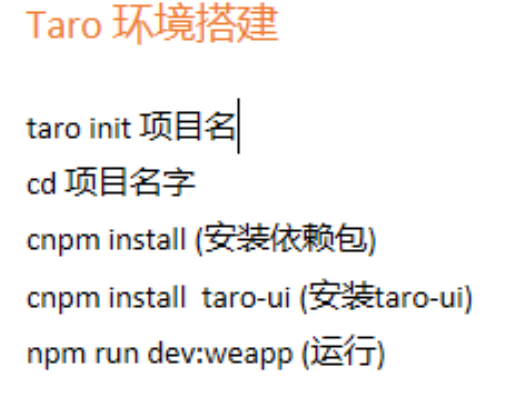 Taro 环境搭建
taro init 项目名
cd 项目名字
cnpm install (安装依赖包)
cnpm install  taro-ui (安装taro-ui)
npm run dev:weapp (运行)